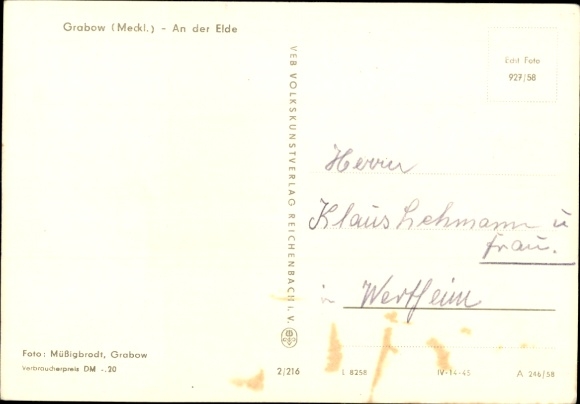 Grabow (Meckl.) – An der Elde
VEB VOLKSKUNSTVERLAG REICHENBACH i. V.
Echt Foto
927/58
Herrn
Klaus Lehmann u
Frau.
in Wertheim
Foto: Müßigbrodt, Grabow
Verbraucherpreis DM -.20
2/216
L 8258
IV-14-45
A 246/58